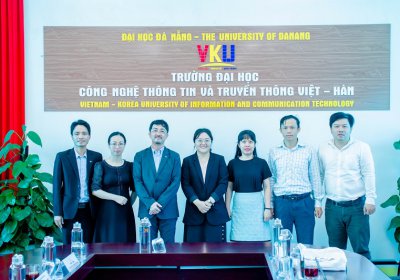 ĐẠI HỌC ĐÀ NẴNG - THE UNIVERSITY OF DANANG
VKU
TRƯỜNG ĐẠI HỌC
CÔNG NGHỆ THÔNG TIN VÀ TRUYỀN THÔNG VIỆT - HÀN
VIETNAM - KOREA UNIVERSITY OF INFORMATION AND COMMUNICATION TECHNOLOGY